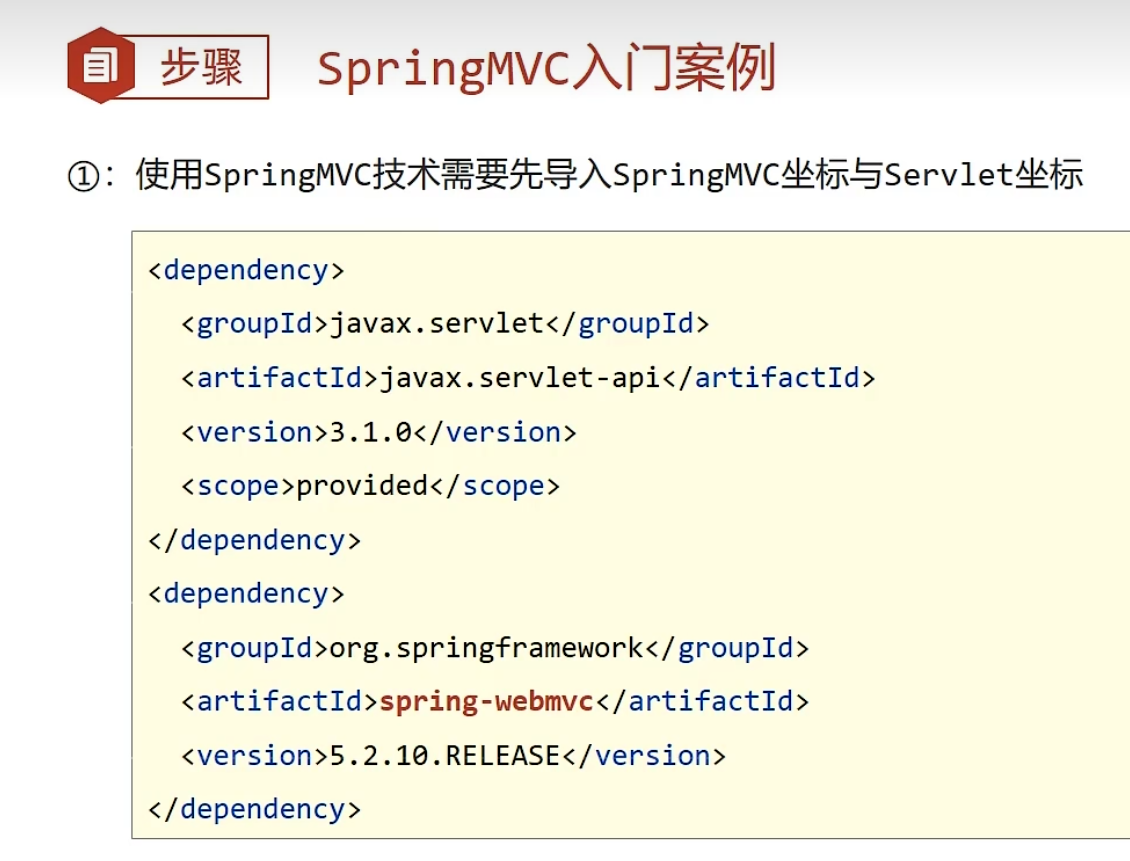 步骤
SpringMVC入门案例
①：使用SpringMVC技术需要先导入SpringMVC坐标与Servlet坐标
<dependency>
  <groupId>javax.servlet</groupId>
  <artifactId>javax.servlet-api</artifactId>
  <version>3.1.0</version>
  <scope>provided</scope>
</dependency>
<dependency>
  <groupId>org.springframework</groupId>
  <artifactId>spring-webmvc</artifactId>
  <version>5.2.10.RELEASE</version>
</dependency>